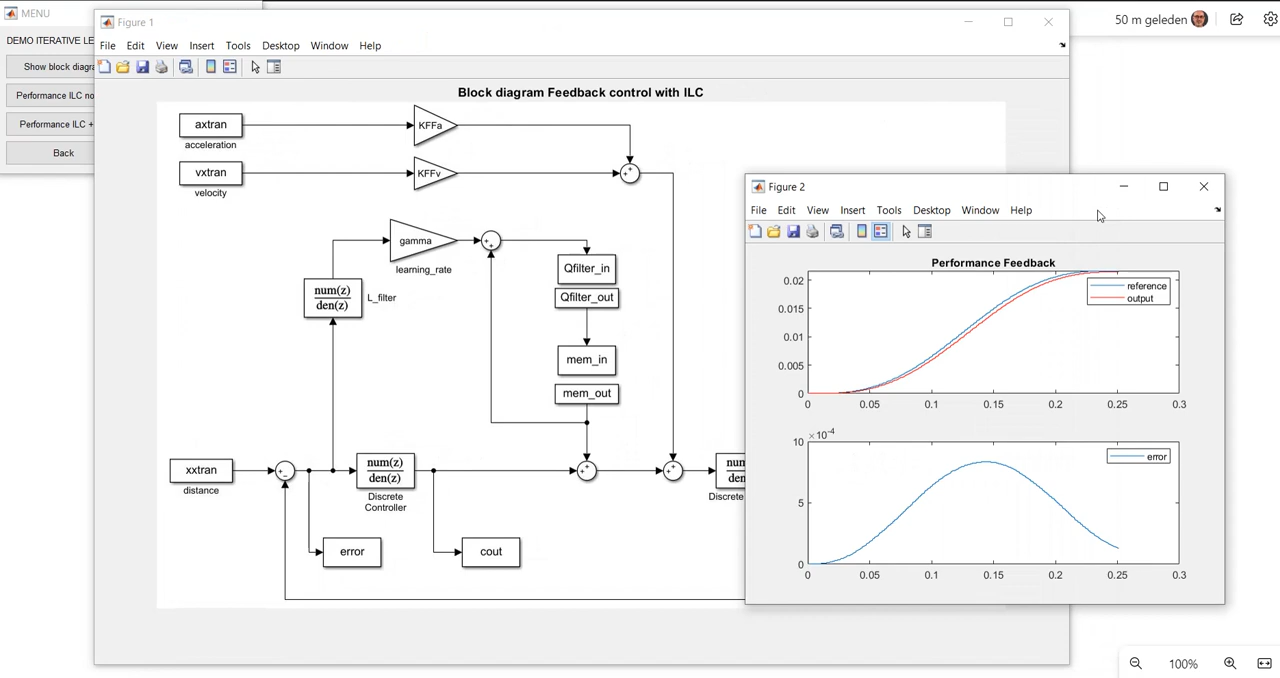 MENU
DEMO ITERATIVE LE
Show block diagra
Performance ILC no
Performance ILC +
Back
Figure 1
File Edit View Insert Tools Desktop Window Help
Block diagram Feedback control with ILC
axtran
acceleration
KFFa
vxtran
velocity
KFFv
gamma
learning_rate
num(z)
den(z)
L_filter
Qfilter_in
Qfilter_out
mem_in
mem_out
xxtran
distance
num(z)
den(z)
Discrete
Controller
num
den
Discrete
error
cout
50 m geleden
Figure 2
File Edit View Insert Tools Desktop Window Help
Performance Feedback
0.02
0.015
0.01
0.005
0
0 0.05 0.1 0.15 0.2 0.25 0.3
reference
output
×10⁻⁴
10
5
0
0 0.05 0.1 0.15 0.2 0.25 0.3
error
100%